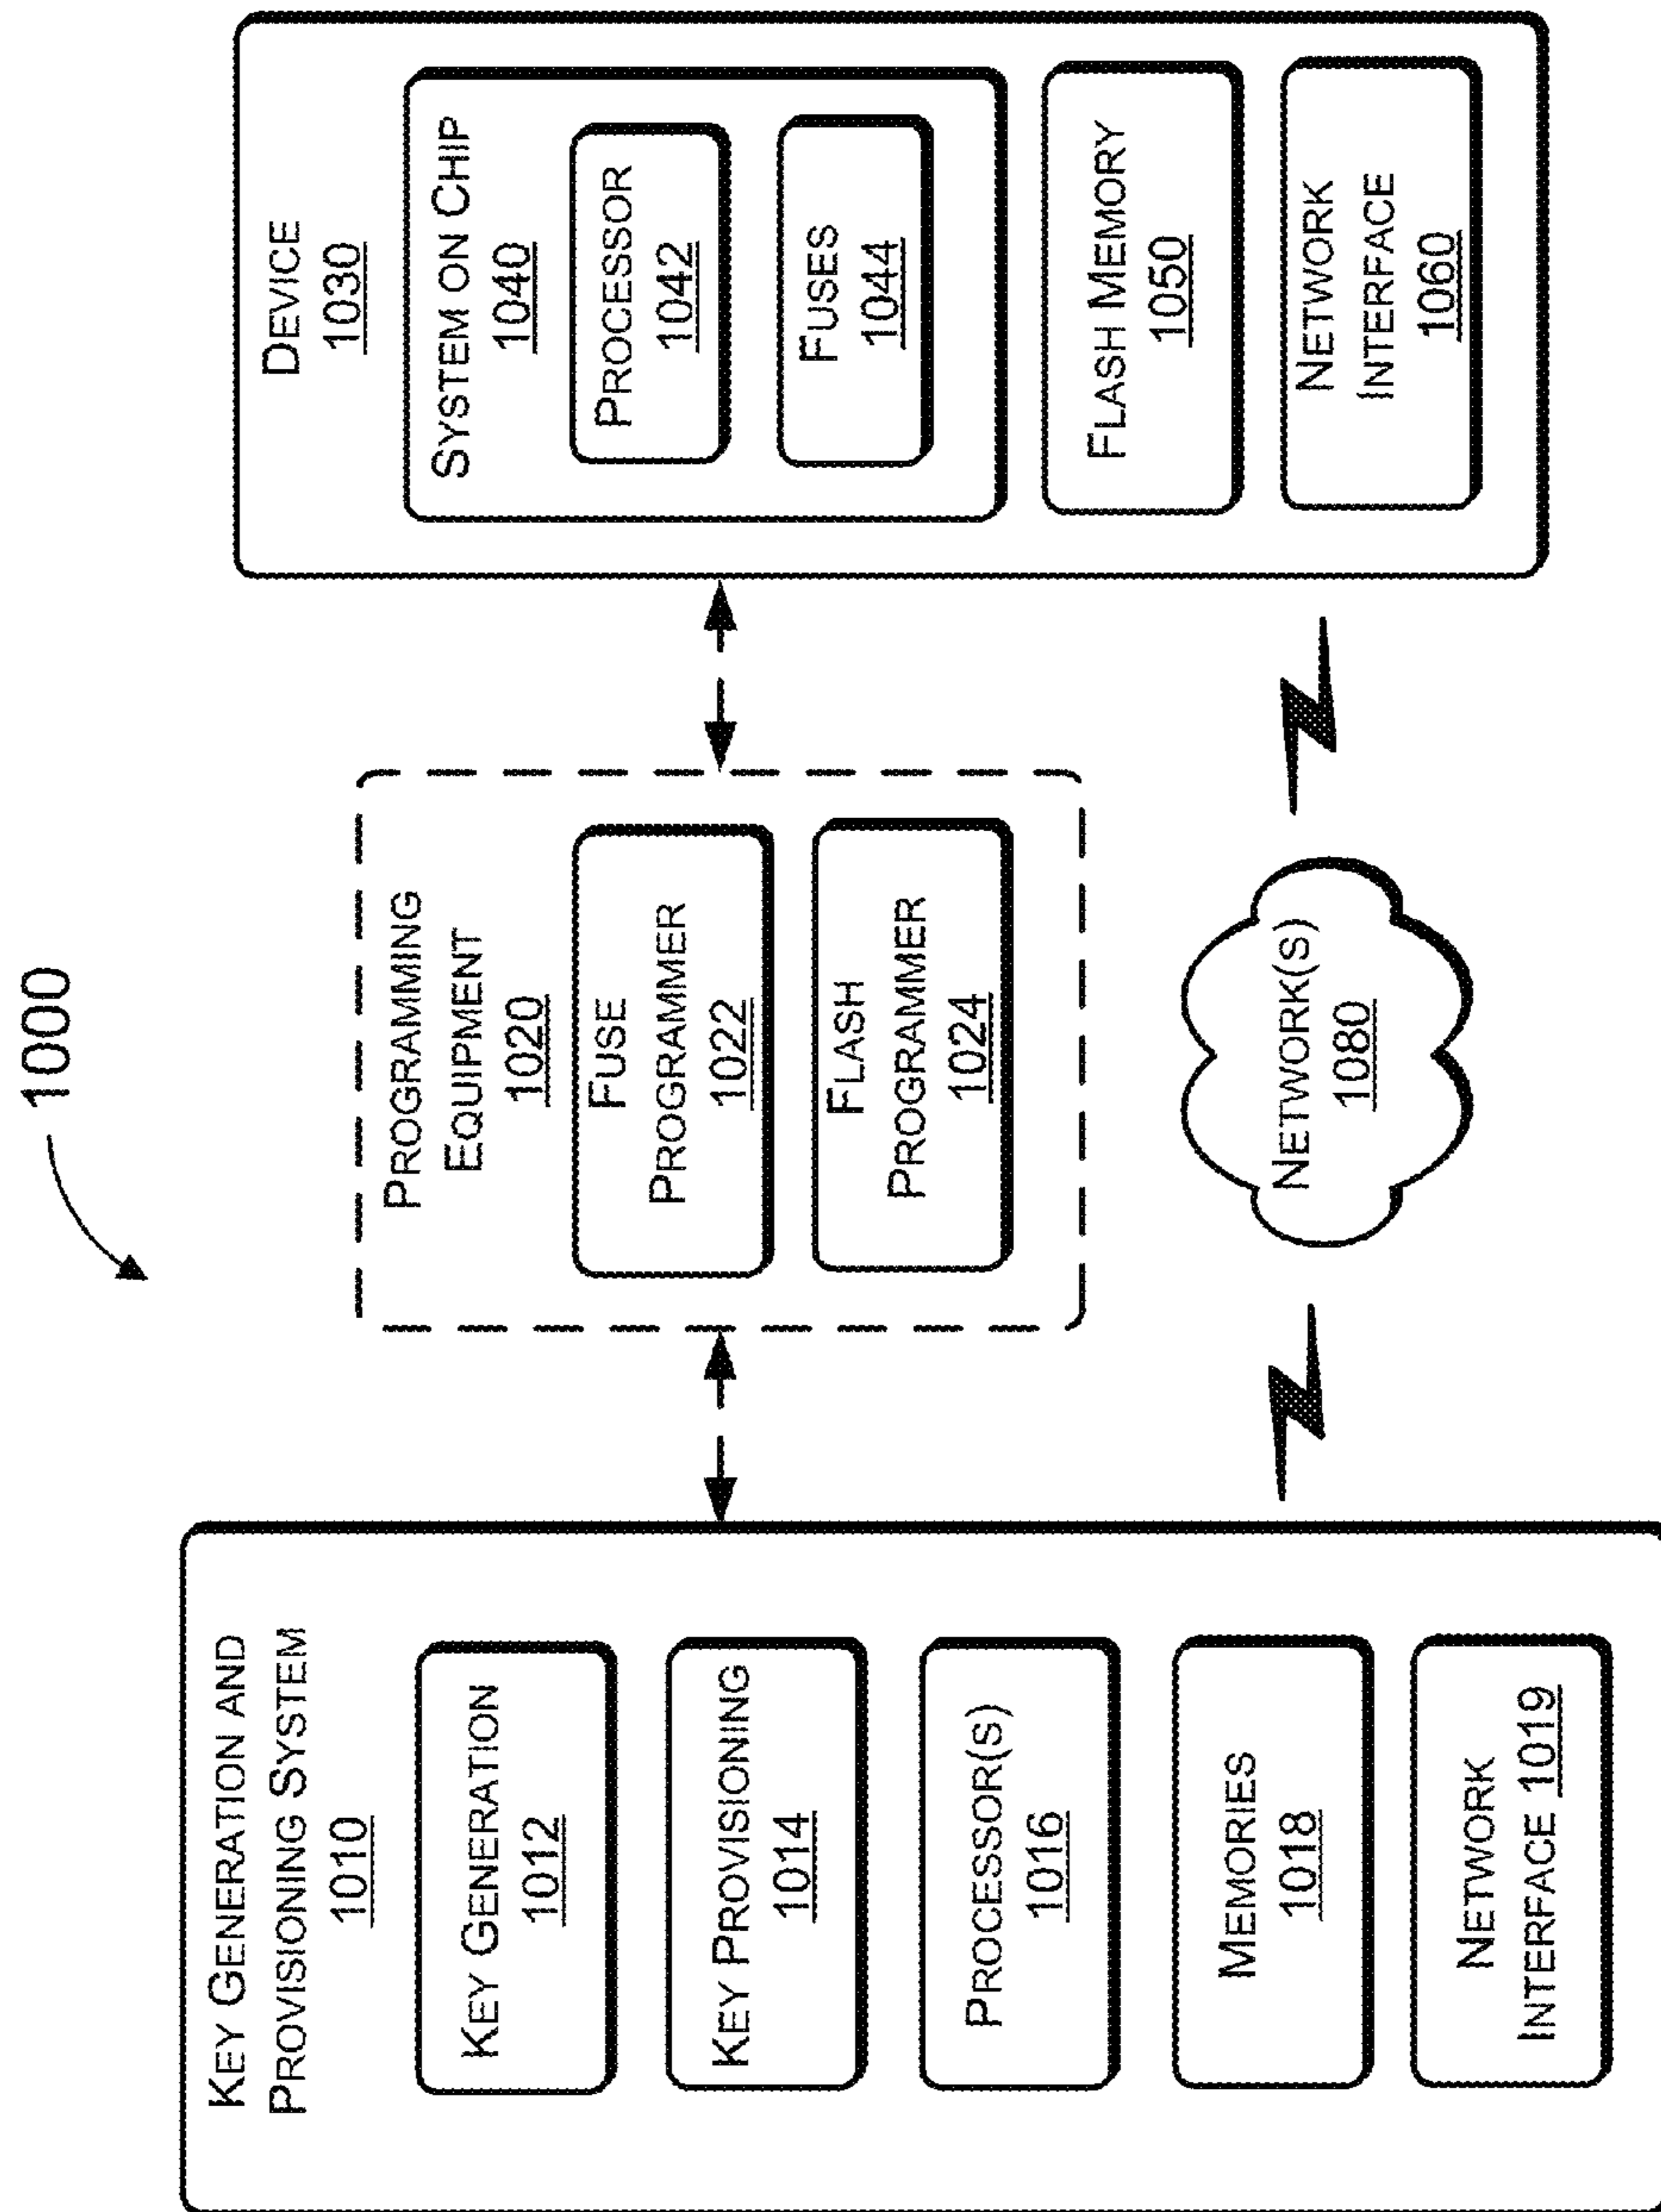 1000
KEY GENERATION AND
PROVISIONING SYSTEM
1010
KEY GENERATION
1012
KEY PROVISIONING
1014
PROCESSOR(S)
1016
MEMORIES
1018
NETWORK
INTERFACE 1019
PROGRAMMING
EQUIPMENT
1020
FUSE
PROGRAMMER
1022
FLASH
PROGRAMMER
1024
NETWORK(S)
1080
DEVICE
1030
SYSTEM ON CHIP
1040
PROCESSOR
1042
FUSES
1044
FLASH MEMORY
1050
NETWORK
INTERFACE
1060